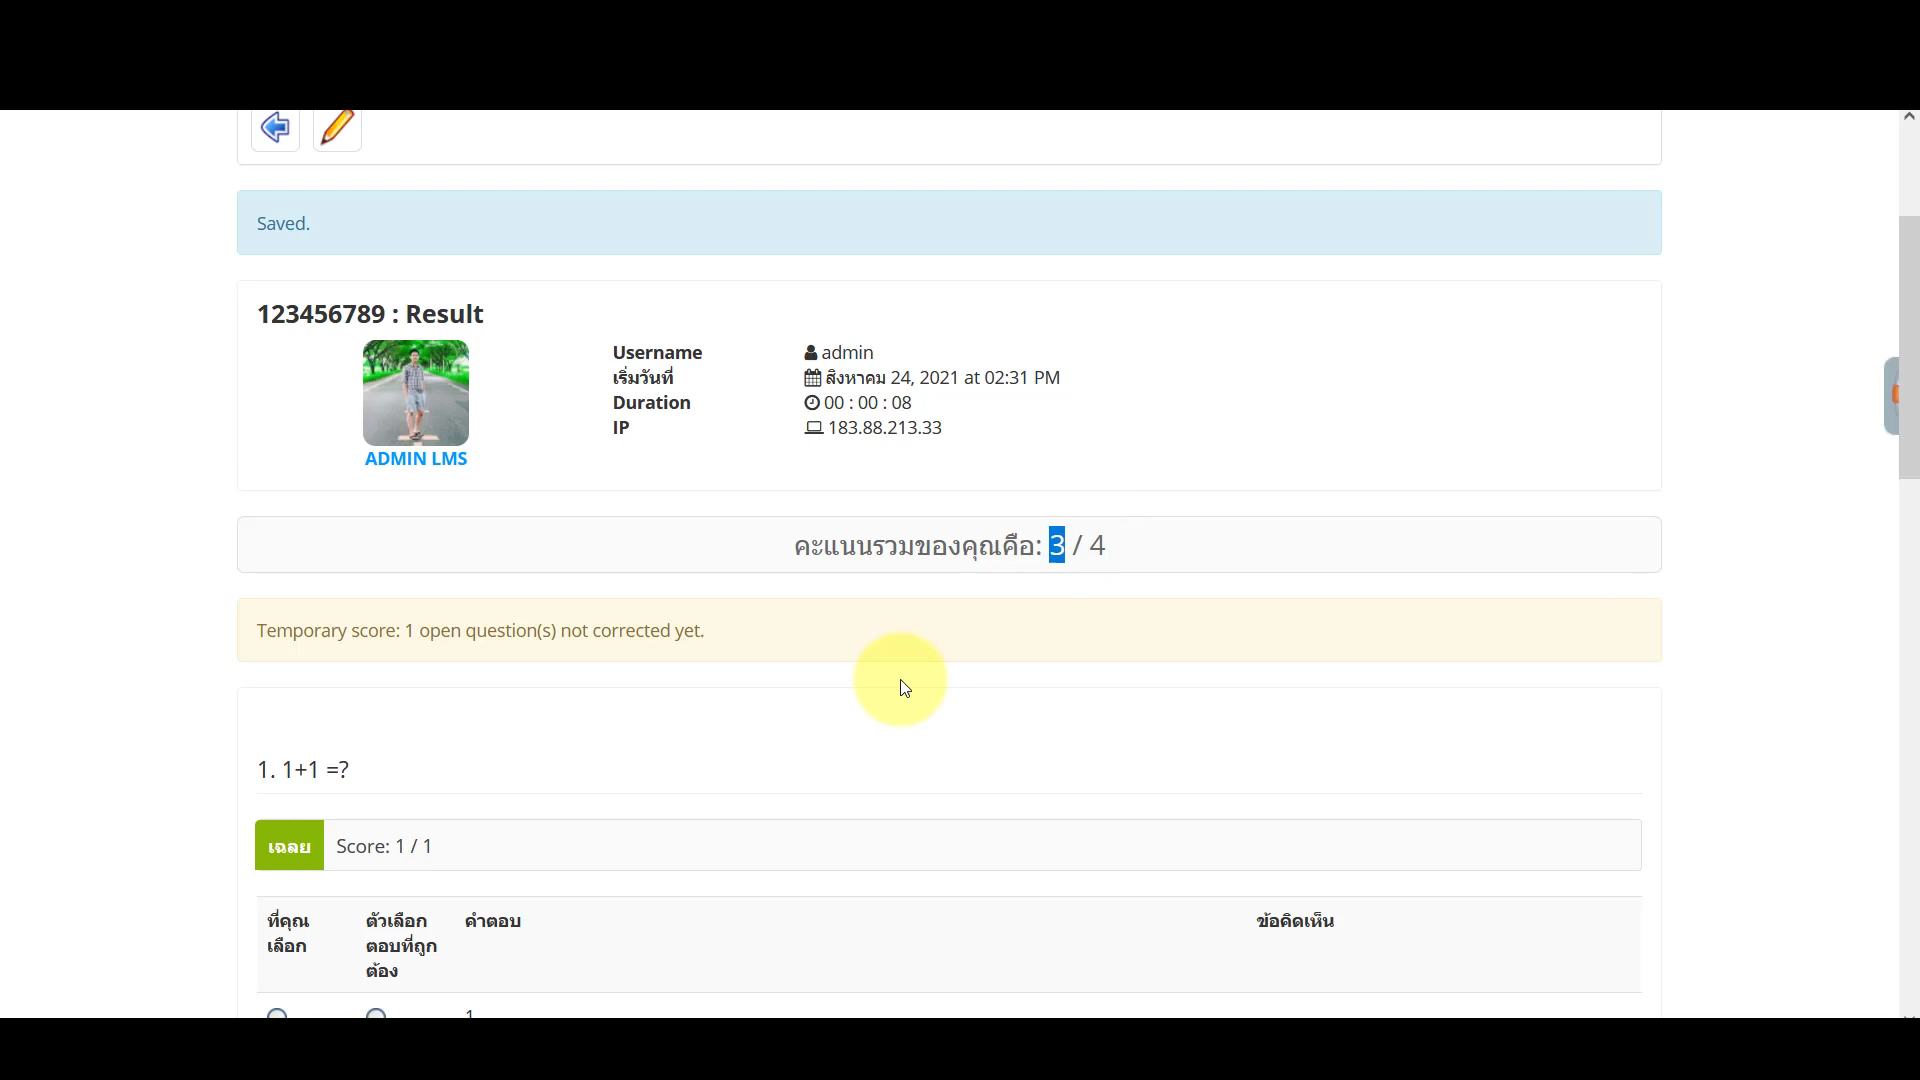 Saved.
123456789 : Result
ADMIN LMS
Username admin
เริ่มวันที่ สิงหาคม 24, 2021 at 02:31 PM
Duration 00 : 00 : 08
IP 183.88.213.33
คะแนนรวมของคุณคือ: 3 / 4
Temporary score: 1 open question(s) not corrected yet.
1. 1+1 =?
เฉลย Score: 1 / 1
ที่คุณ
เลือก
ตัวเลือก
ตอบที่ถูก
ต้อง
คำตอบ
ข้อคิดเห็น
1